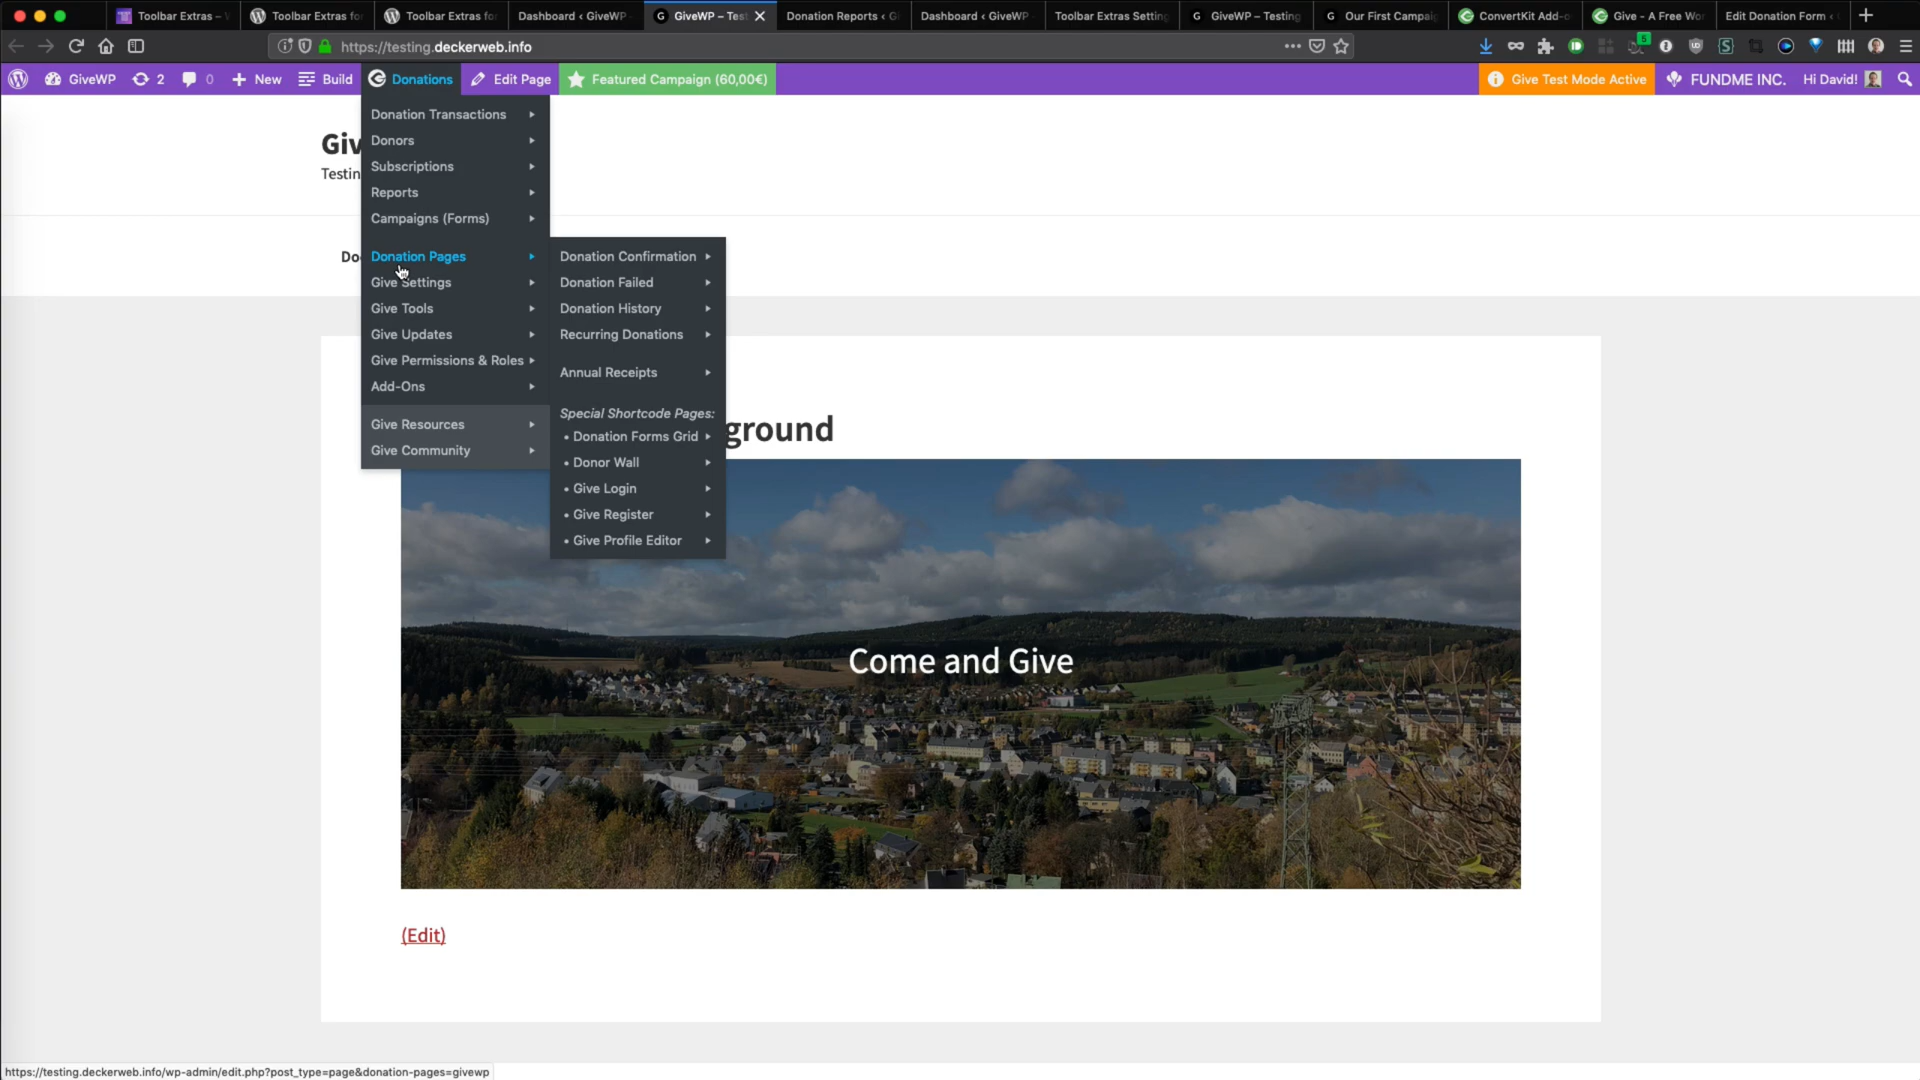 Toolbar Extras –
Toolbar Extras for
Toolbar Extras for
Dashboard ‹ GiveWP
GiveWP – Test
Donation Reports ‹ G
Dashboard ‹ GiveWP
Toolbar Extras Setting
GiveWP – Testing
Our First Campai
ConvertKit Add-o
Give - A Free Wor
Edit Donation Form ‹
https://testing.deckerweb.info
5
GiveWP
2
0
New
Build
Donations
Edit Page
Featured Campaign (60,00€)
Give Test Mode Active
FUNDME INC.
Hi David!
Giv
Testin
Do
Donation Transactions
Donors
Subscriptions
Reports
Campaigns (Forms)
Donation Pages
Give Settings
Give Tools
Give Updates
Give Permissions & Roles
Add-Ons
Give Resources
Give Community
Donation Confirmation
Donation Failed
Donation History
Recurring Donations
Annual Receipts
Special Shortcode Pages:
• Donation Forms Grid
• Donor Wall
• Give Login
• Give Register
• Give Profile Editor
ground
Come and Give
(Edit)
https://testing.deckerweb.info/wp-admin/edit.php?post_type=page&donation-pages=givewp